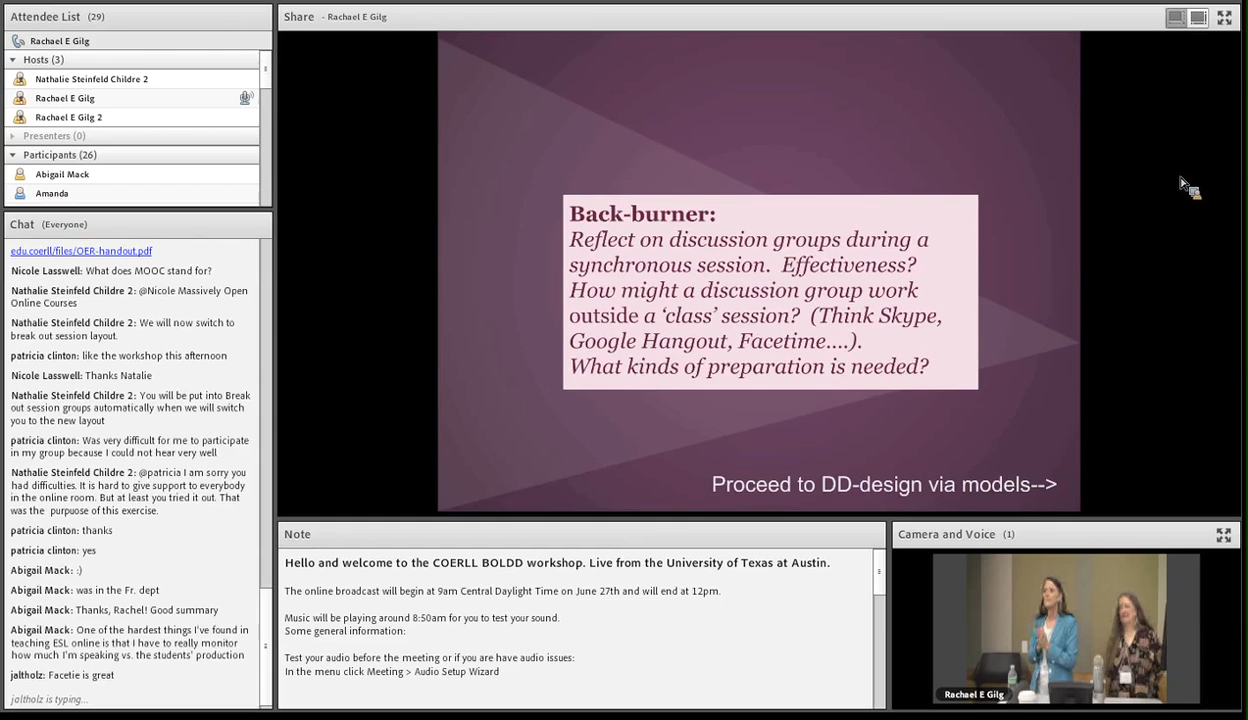 Attendee List (29)
Rachael E Gilg
Hosts (3)
Nathalie Steinfeld Childre 2
Rachael E Gilg
Rachael E Gilg 2
Presenters (0)
Participants (26)
Abigail Mack
Amanda
Chat (Everyone)
edu.coerll/files/OER-handout.pdf
Nicole Lasswell: What does MOOC stand for?
Nathalie Steinfeld Childre 2: @Nicole Massively Open
Online Courses
Nathalie Steinfeld Childre 2: We will now switch to
break out session layout.
patricia clinton: like the workshop this afternoon
Nicole Lasswell: Thanks Natalie
Nathalie Steinfeld Childre 2: You will be put into Break
out session groups automatically when we will switch
you to the new layout
patricia clinton: Was very difficult for me to participate
in my group because I could not hear very well
Nathalie Steinfeld Childre 2: @patricia I am sorry you
had difficulties. It is hard to give support to everybody
in the online room. But at least you tried it out. That
was the purpuose of this exercise.
patricia clinton: thanks
patricia clinton: yes
Abigail Mack: :)
Abigail Mack: was in the Fr. dept
Abigail Mack: Thanks, Rachel! Good summary
Abigail Mack: One of the hardest things I've found in
teaching ESL online is that I have to really monitor
how much I'm speaking vs. the students' production
jaltholz: Facetie is great
jaltholz is typing...
Share - Rachael E Gilg
Back-burner:
Reflect on discussion groups during a
synchronous session. Effectiveness?
How might a discussion group work
outside a ‘class’ session? (Think Skype,
Google Hangout, Facetime....).
What kinds of preparation is needed?
Proceed to DD-design via models-->
Note
Hello and welcome to the COERLL BOLDD workshop. Live from the University of Texas at Austin.
The online broadcast will begin at 9am Central Daylight Time on June 27th and will end at 12pm.
Music will be playing around 8:50am for you to test your sound.
Some general information:
Test your audio before the meeting or if you are have audio issues:
In the menu click Meeting > Audio Setup Wizard
Camera and Voice (1)
Rachael E Gilg